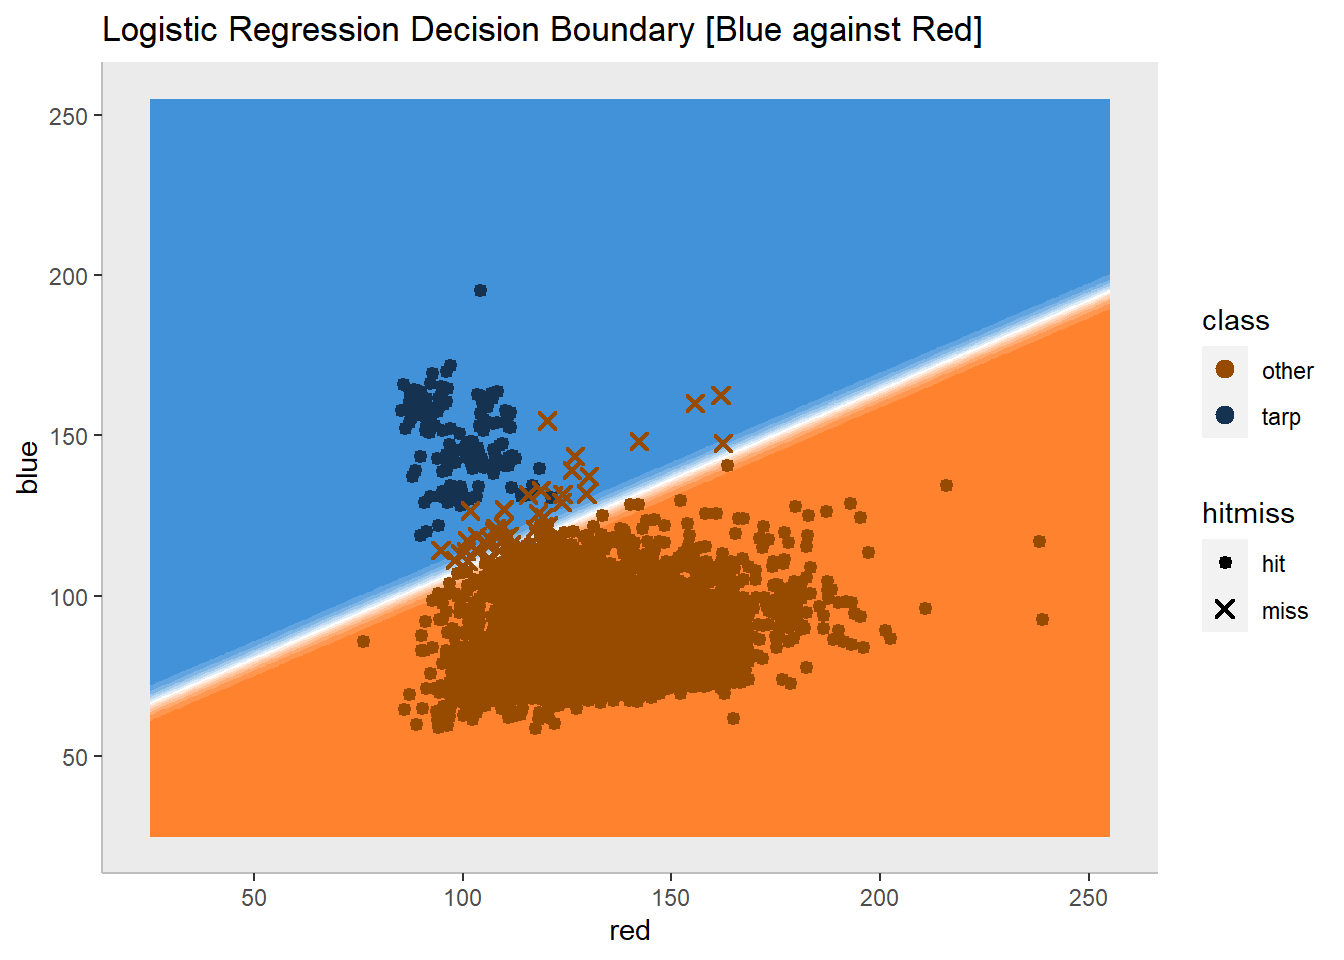 Logistic Regression Decision Boundary [Blue against Red]
250
200
150
100
50
blue
50
100
150
200
250
red
class
other
tarp
hitmiss
hit
miss